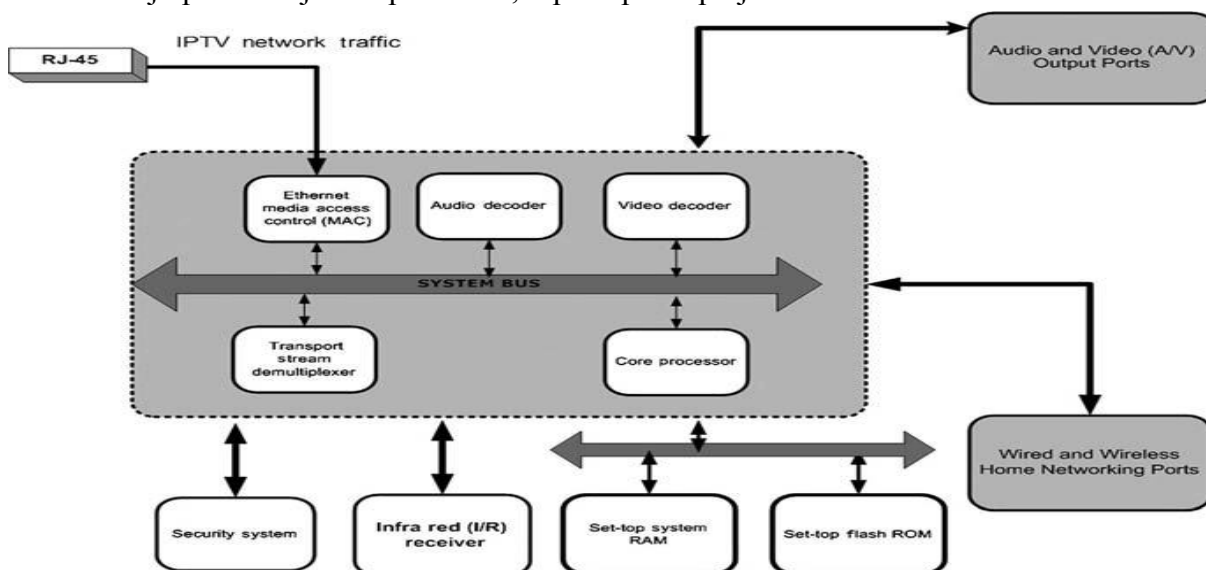 IPTV network traffic
RJ-45
Audio and Video (A/V)
Output Ports
Ethernet
media access
control (MAC)
Audio decoder
Video decoder
SYSTEM BUS
Transport
stream
demultiplexer
Core processor
Wired and Wireless
Home Networking Ports
Security system
Infra red (I/R)
receiver
Set-top system
RAM
Set-top flash ROM